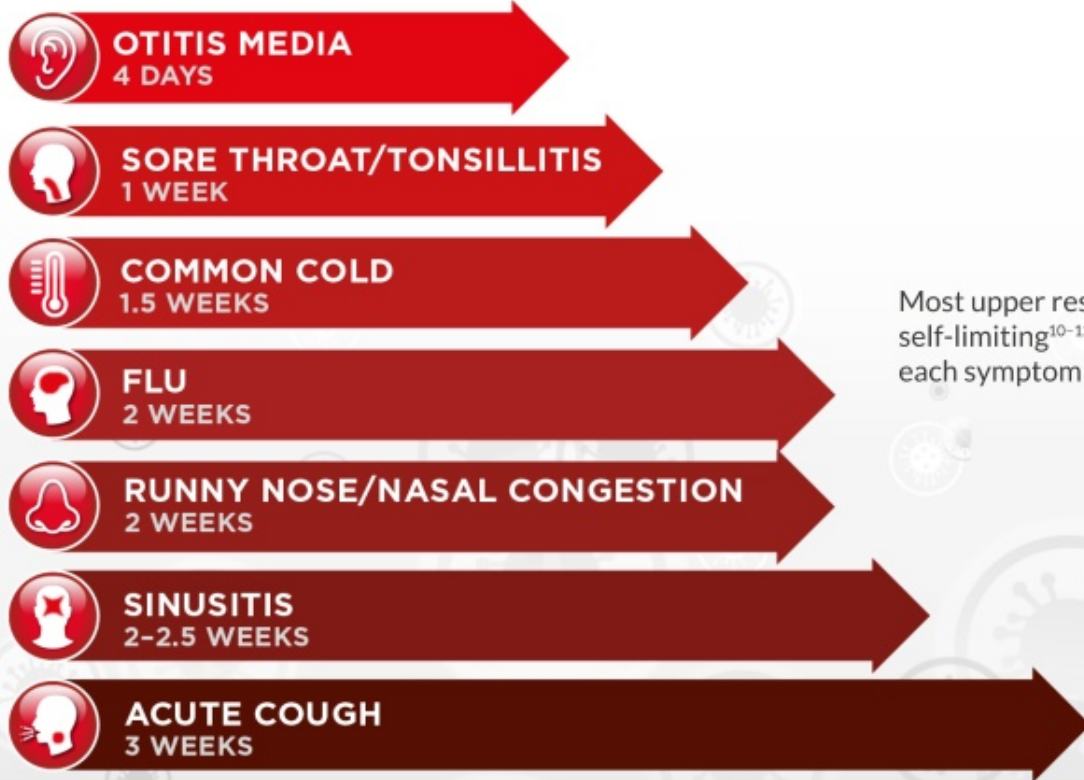 OTITIS MEDIA
4 DAYS
SORE THROAT/TONSILLITIS
1 WEEK
COMMON COLD
1.5 WEEKS
FLU
2 WEEKS
RUNNY NOSE/NASAL CONGESTION
2 WEEKS
SINUSITIS
2–2.5 WEEKS
ACUTE COUGH
3 WEEKS
Most upper
self-limiting
each symptom